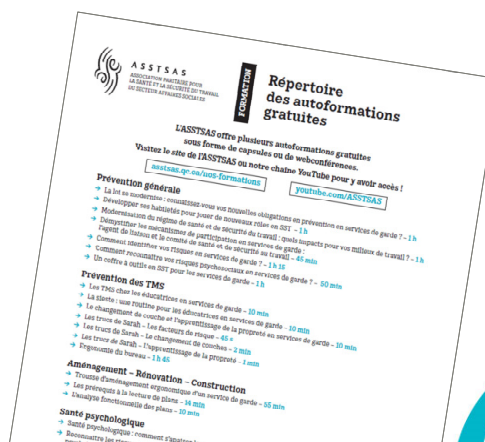 ASSTSAS
ASSOCIATION PARITAIRE POUR
LA SANTÉ ET LA SÉCURITÉ DU TRAVAIL
DU SECTEUR AFFAIRES SOCIALES
FORMATION
Répertoire
des autoformations
gratuites
L'ASSTSAS offre plusieurs autoformations gratuites
sous forme de capsules ou de webconférences.
Visitez le site de l'ASSTSAS ou notre chaîne YouTube pour y avoir accès !
asstsas.qc.ca/nos-formations
youtube.com/ASSTSAS
Prévention générale
→ La loi se modernise : connaissez-vous vos nouvelles obligations en prévention en services de garde ? – 1 h
→ Développer ses habiletés pour jouer de nouveaux rôles en SST – 1 h
→ Modernisation du régime de santé et de sécurité du travail : quels impacts pour vos milieux de travail ? – 1 h
→ Démystifier les mécanismes de participation en services de garde :
l'agent de liaison et le comité de santé et de sécurité au travail – 45 min
→ Comment identifier vos risques en services de garde ? – 1 h 15
→ Comment reconnaître vos risques psychosociaux en services de garde ? – 50 min
→ Un coffre à outils en SST pour les services de garde – 1 h
Prévention des TMS
→ Les TMS chez les éducatrices en services de garde – 10 min
→ La sieste : une routine pour les éducatrices en services de garde – 10 min
→ Le changement de couche et l'apprentissage de la propreté en services de garde – 10 min
→ Les trucs de Sarah – Les facteurs de risque – 45 s
→ Les trucs de Sarah – Le changement de couches – 2 min
→ Les trucs de Sarah – L'apprentissage de la propreté – 1 min
→ Ergonomie du bureau – 1 h 45
Aménagement – Rénovation – Construction
→ Trousse d'aménagement ergonomique d'un service de garde – 55 min
→ Les prérequis à la lecture de plans – 14 min
→ L'analyse fonctionnelle des plans – 10 min
Santé psychologique
→ Santé psychologique : comment s'
→ Reconnaître les